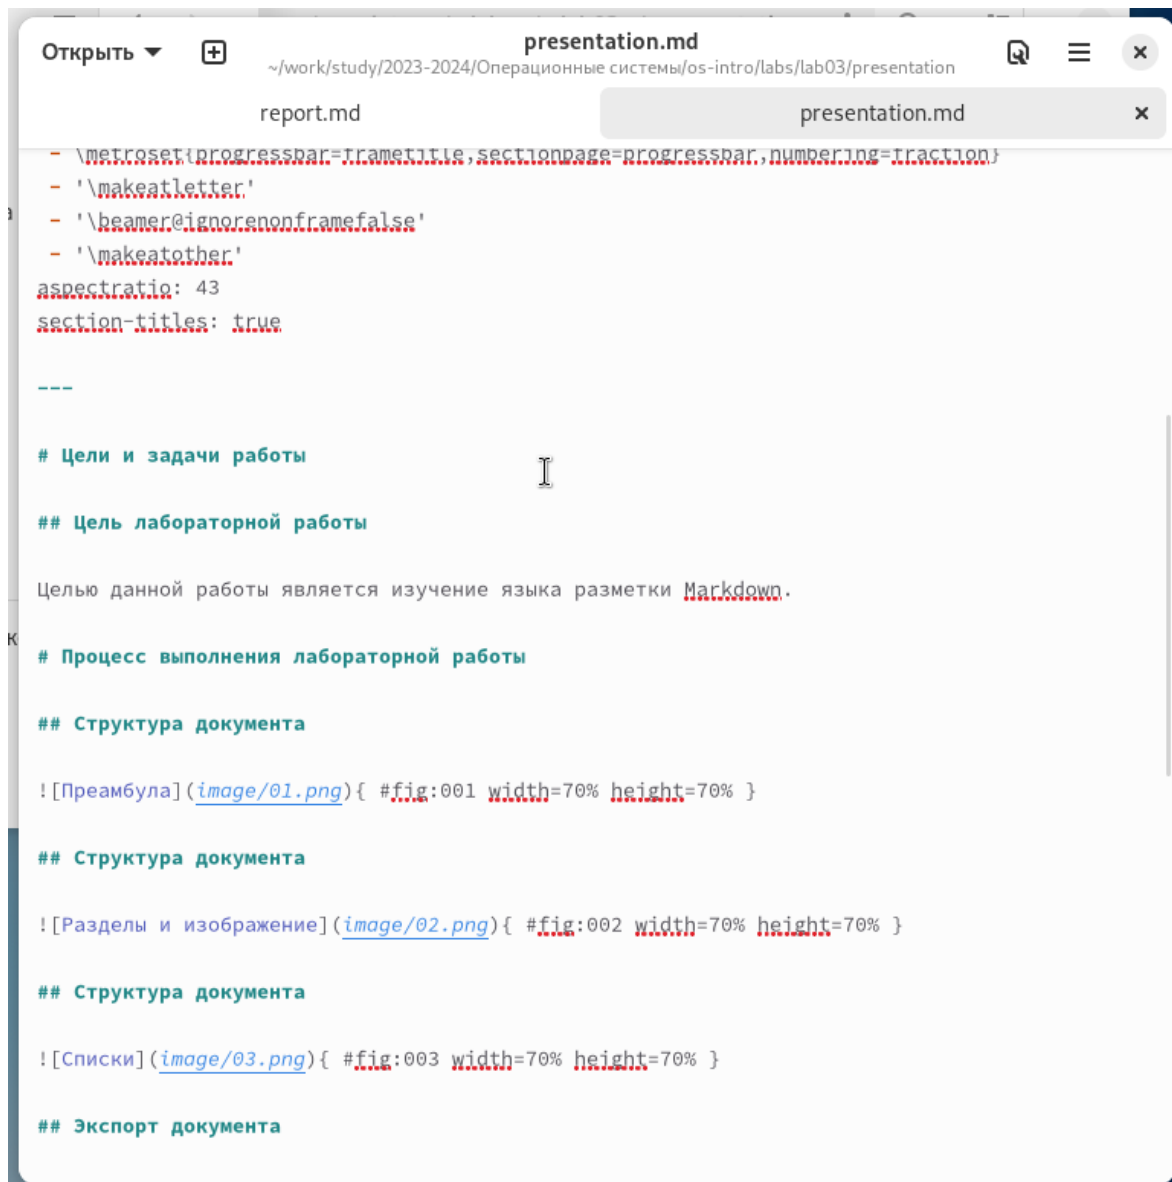 Открыть
presentation.md
~/work/study/2023-2024/Операционные системы/os-intro/labs/lab03/presentation
report.md
presentation.md
- \metroset{progressbar=frametitle,sectionpage=progressbar,numbering=fraction}
- '\makeatletter'
- '\beamer@ignorenonframefalse'
- '\makeatother'
aspectratio: 43
section-titles: true
---
# Цели и задачи работы
## Цель лабораторной работы
Целью данной работы является изучение языка разметки Markdown.
# Процесс выполнения лабораторной работы
## Структура документа
![Преамбула](image/01.png){ #fig:001 width=70% height=70% }
## Структура документа
![Разделы и изображение](image/02.png){ #fig:002 width=70% height=70% }
## Структура документа
![Списки](image/03.png){ #fig:003 width=70% height=70% }
## Экспорт документа